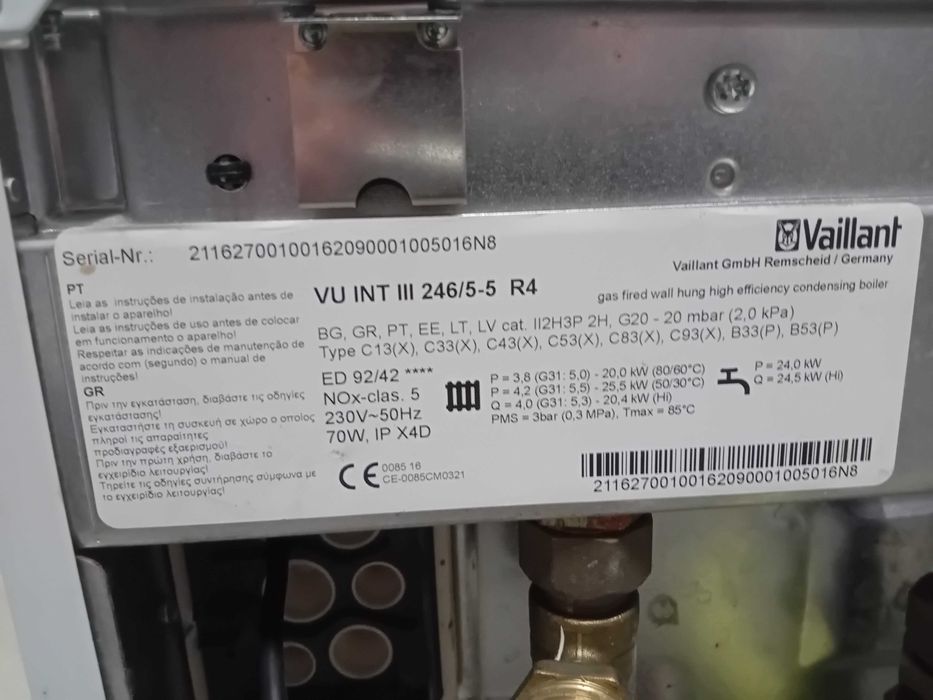 Serial-Nr.: 21162700100162090001005016N8
Vaillant
Vaillant GmbH Remscheid / Germany
PT
Leia as instruções de instalação antes de
instalar o aparelho!
Leia as instruções de uso antes de colocar
em funcionamento o aparelho!
Respeitar as indicações de manutenção de
acordo com (segundo) o manual de
instruções!
GR
Πριν την εγκατάσταση, διαβάστε τις οδηγίες
εγκατάστασης!
Εγκαταστήστε τη συσκευή σε χώρο ο οποίος
πληροί τις απαραίτητες
προδιαγραφές εξαερισμού!
Πριν την πρώτη χρήση, διαβάστε το
εγχειρίδιο λειτουργίας!
Τηρείτε τις οδηγίες συντήρησης σύμφωνα με
το εγχειρίδιο λειτουργίας!
VU INT III 246/5-5 R4
gas fired wall hung high efficiency condensing boiler
BG, GR, PT, EE, LT, LV cat. II2H3P 2H, G20 - 20 mbar (2,0 kPa)
Type C13(X), C33(X), C43(X), C53(X), C83(X), C93(X), B33(P), B53(P)
ED 92/42 ****
NOx-clas. 5
230V~50Hz
70W, IP X4D
P = 3,8 (G31: 5,0) - 20,0 kW (80/60°C)
P = 4,2 (G31: 5,5) - 25,5 kW (50/30°C)
Q = 4,0 (G31: 5,3) - 20,4 kW (Hi)
PMS = 3bar (0,3 MPa), Tmax = 85°C
P = 24,0 kW
Q = 24,5 kW (Hi)
CE 0085 16
CE-0085CM0321
21162700100162090001005016N8